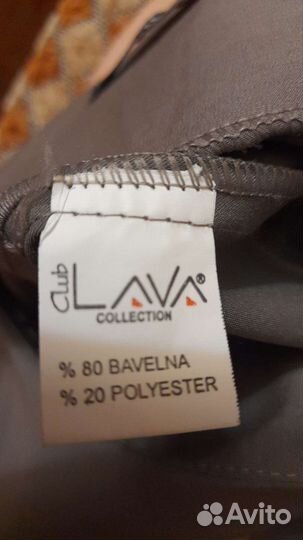 Club
LAVA®
COLLECTION
% 80 BAVELNA
% 20 POLYESTER
Avito